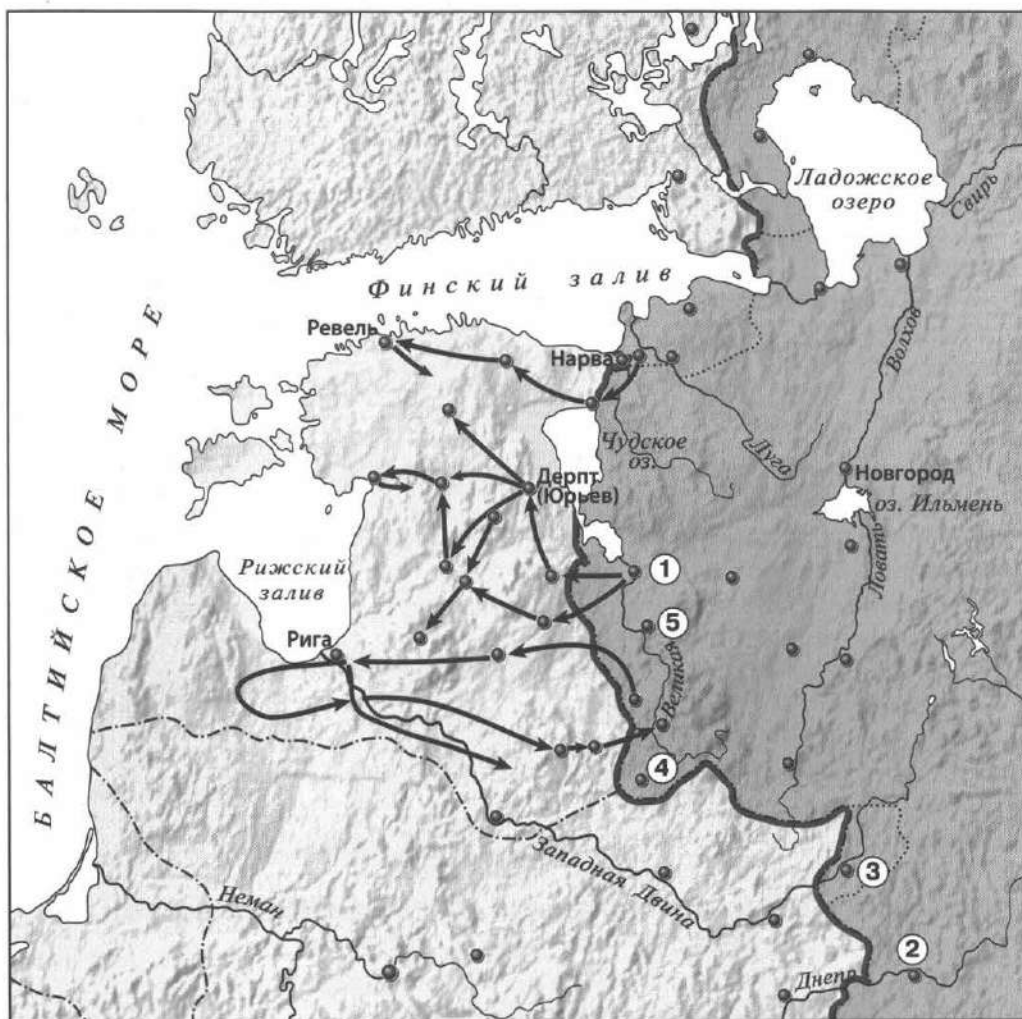 Ладожское
озеро
Свирь
Финский залив
БАЛТИЙСКОЕ МОРЕ
Ревель
Нарва
Волхов
Чудское
оз.
Луга
Новгород
оз. Ильмень
Дерпт
(Юрьев)
Ловать
Рижский
залив
1
5
Рига
Великая
4
Западная Двина
3
Неман
2
Днепр